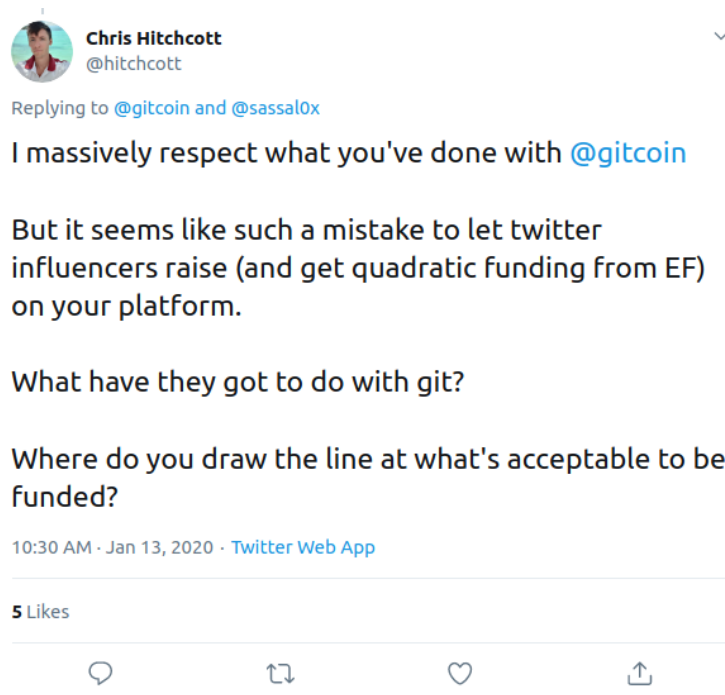 Chris Hitchcott
@hitchcott
Replying to @gitcoin and @sassal0x
I massively respect what you've done with @gitcoin
But it seems like such a mistake to let twitter
influencers raise (and get quadratic funding from EF)
on your platform.
What have they got to do with git?
Where do you draw the line at what's acceptable to be
funded?
10:30 AM · Jan 13, 2020 · Twitter Web App
5 Likes